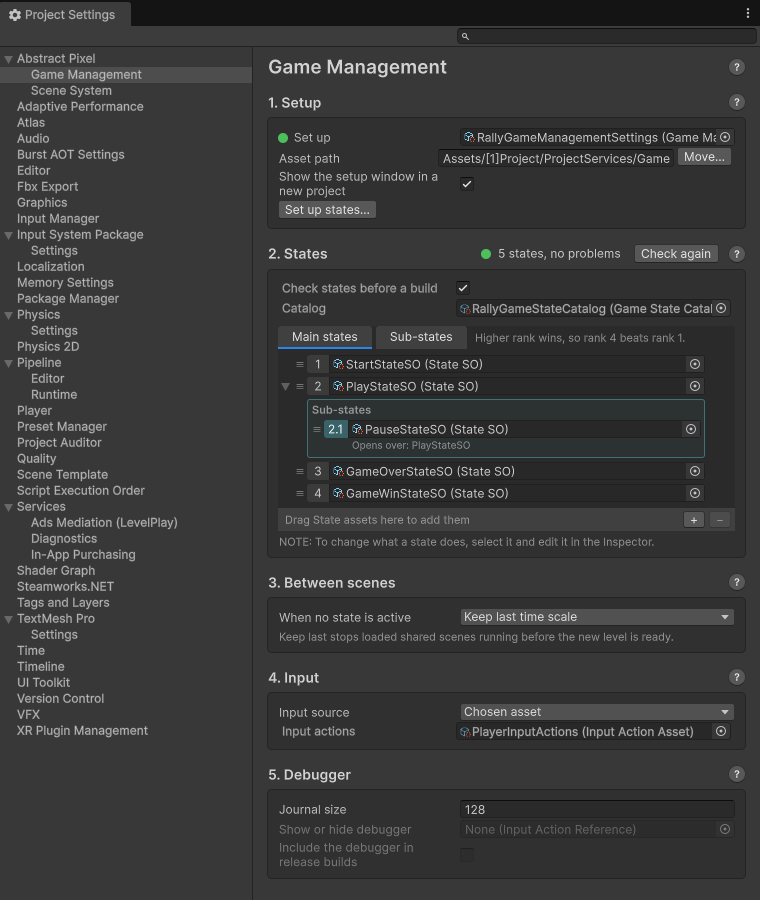 Project Settings
Abstract Pixel
Game Management
Scene System
Adaptive Performance
Atlas
Audio
Burst AOT Settings
Editor
Fbx Export
Graphics
Input Manager
Input System Package
Settings
Localization
Memory Settings
Package Manager
Physics
Settings
Physics 2D
Pipeline
Editor
Runtime
Player
Preset Manager
Project Auditor
Quality
Scene Template
Script Execution Order
Services
Ads Mediation (LevelPlay)
Diagnostics
In-App Purchasing
Shader Graph
Steamworks.NET
Tags and Layers
TextMesh Pro
Settings
Time
Timeline
UI Toolkit
Version Control
VFX
XR Plugin Management
Game Management ?
1. Setup ?
Set up RallyGameManagementSettings (Game Ma
Asset path Assets/[1]Project/ProjectServices/Game Move...
Show the setup window in a
new project
Set up states...
2. States 5 states, no problems Check again ?
Check states before a build
Catalog RallyGameStateCatalog (Game State Catal
Main states Sub-states Higher rank wins, so rank 4 beats rank 1.
= 1 StartStateSO (State SO)
= 2 PlayStateSO (State SO)
Sub-states
= 2.1 PauseStateSO (State SO)
Opens over: PlayStateSO
= 3 GameOverStateSO (State SO)
= 4 GameWinStateSO (State SO)
Drag State assets here to add them + −
NOTE: To change what a state does, select it and edit it in the Inspector.
3. Between scenes ?
When no state is active Keep last time scale
Keep last stops loaded shared scenes running before the new level is ready.
4. Input ?
Input source Chosen asset
Input actions PlayerInputActions (Input Action Asset)
5. Debugger ?
Journal size 128
Show or hide debugger None (Input Action Reference)
Include the debugger in
release builds